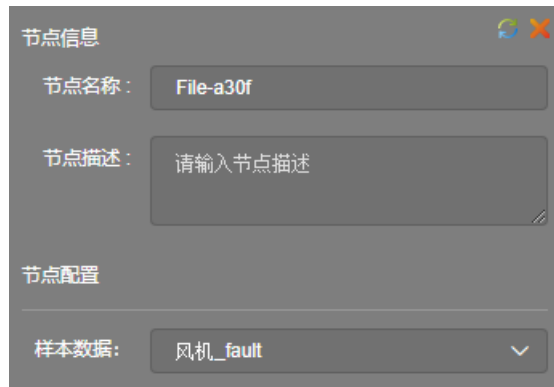 节点信息
节点名称： File-a30f
节点描述： 请输入节点描述
节点配置
样本数据： 风机_fault